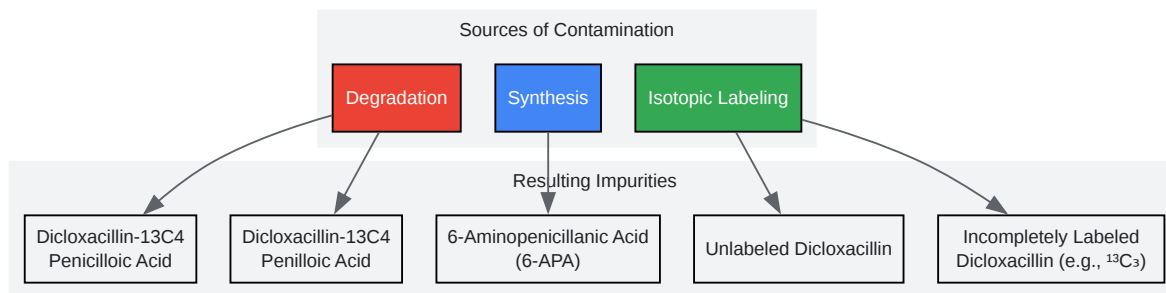 Sources of Contamination
Degradation
Synthesis
Isotopic Labeling
Resulting Impurities
Dicloxacillin-13C4
Penicilloic Acid
Dicloxacillin-13C4
Penilloic Acid
6-Aminopenicillanic Acid
(6-APA)
Unlabeled Dicloxacillin
Incompletely Labeled
Dicloxacillin (e.g., ¹³C₃)